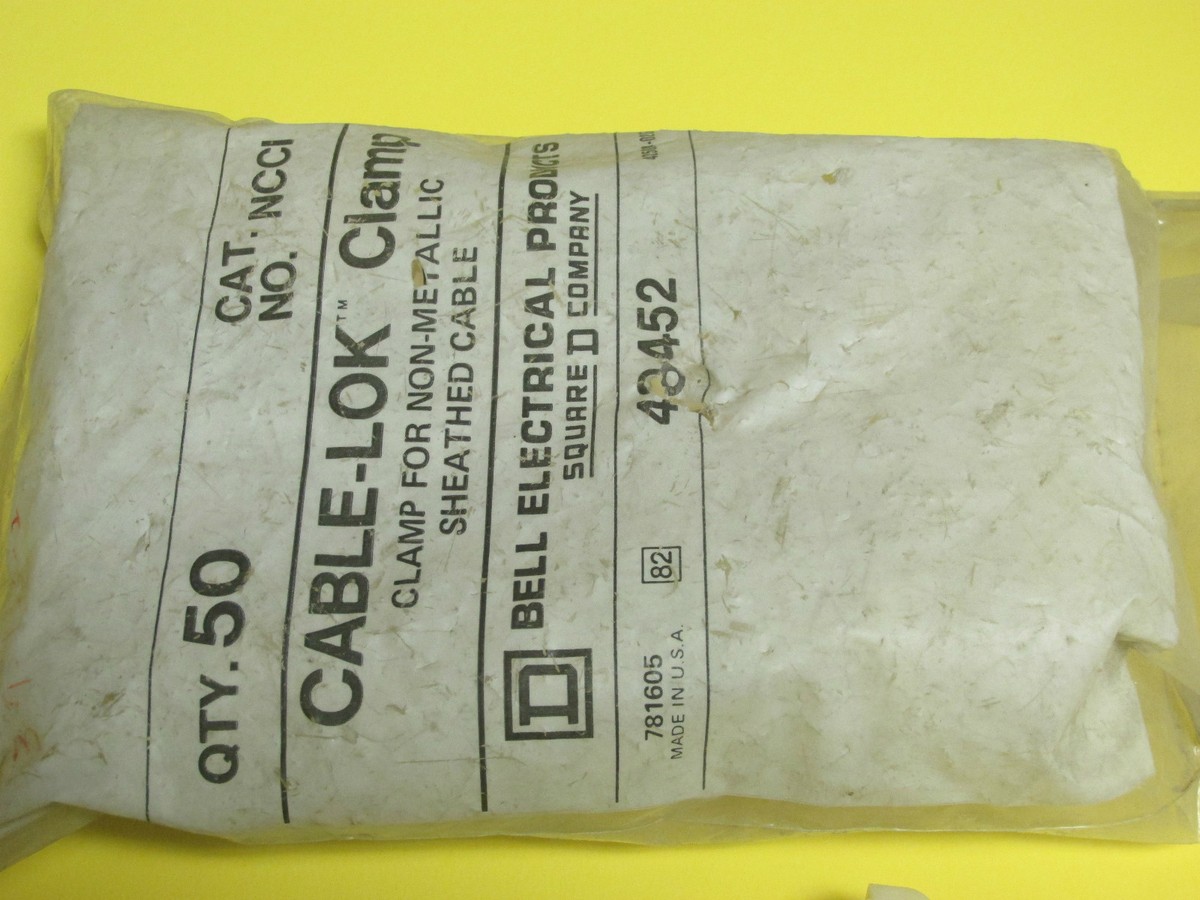 QTY. 50
CAT. NO. NCCI
CABLE-LOK™ Clamp
CLAMP FOR NON-METALLIC
SHEATHED CABLE
D
BELL ELECTRICAL PRODUCTS
SQUARE D COMPANY
781605
MADE IN U.S.A.
82